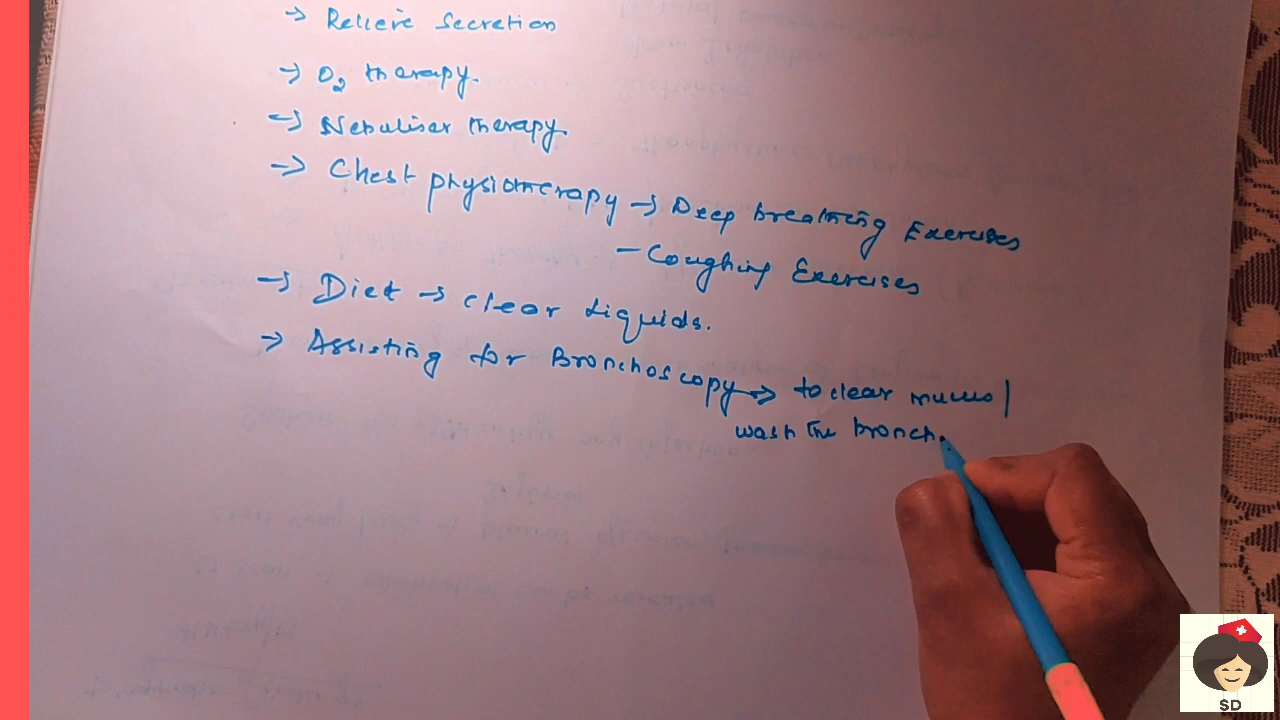 → Relieve Secretion
→ O₂ therapy.
→ Nebuliser therapy
→ Chest physiotherapy → Deep breathing Exercises
- Coughing Exercises
→ Diet → clear liquids.
→ Assisting for Bronchoscopy → to clear mucus |
wash the bronch
SD